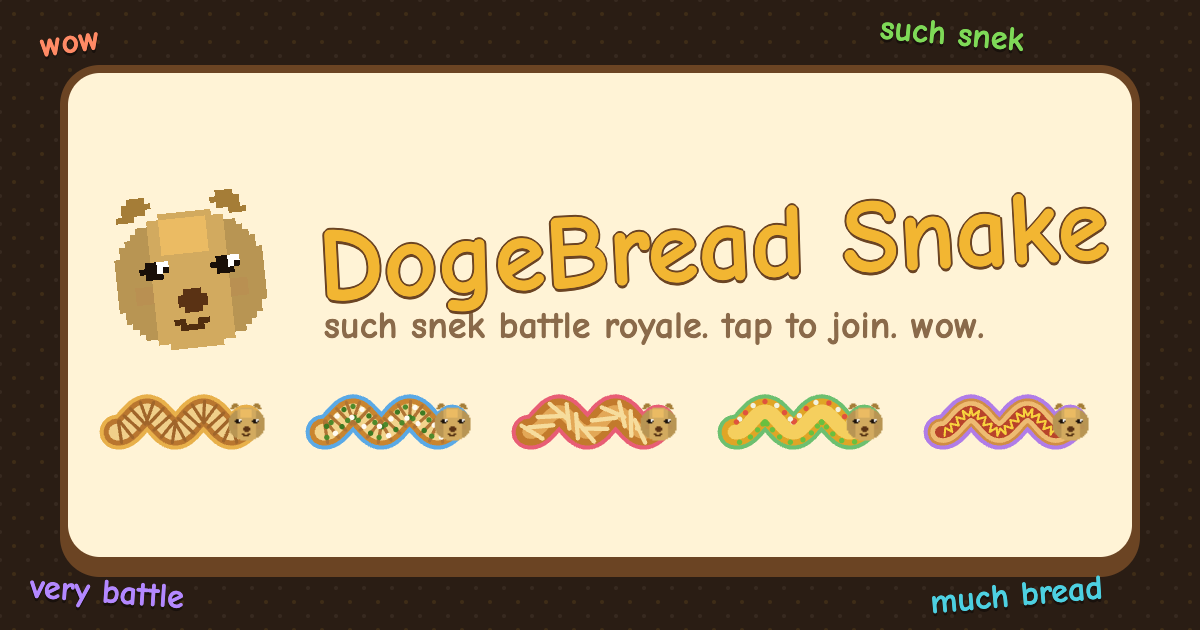 wow
such snek
DogeBread Snake
such snek battle royale. tap to join. wow.
very battle
much bread